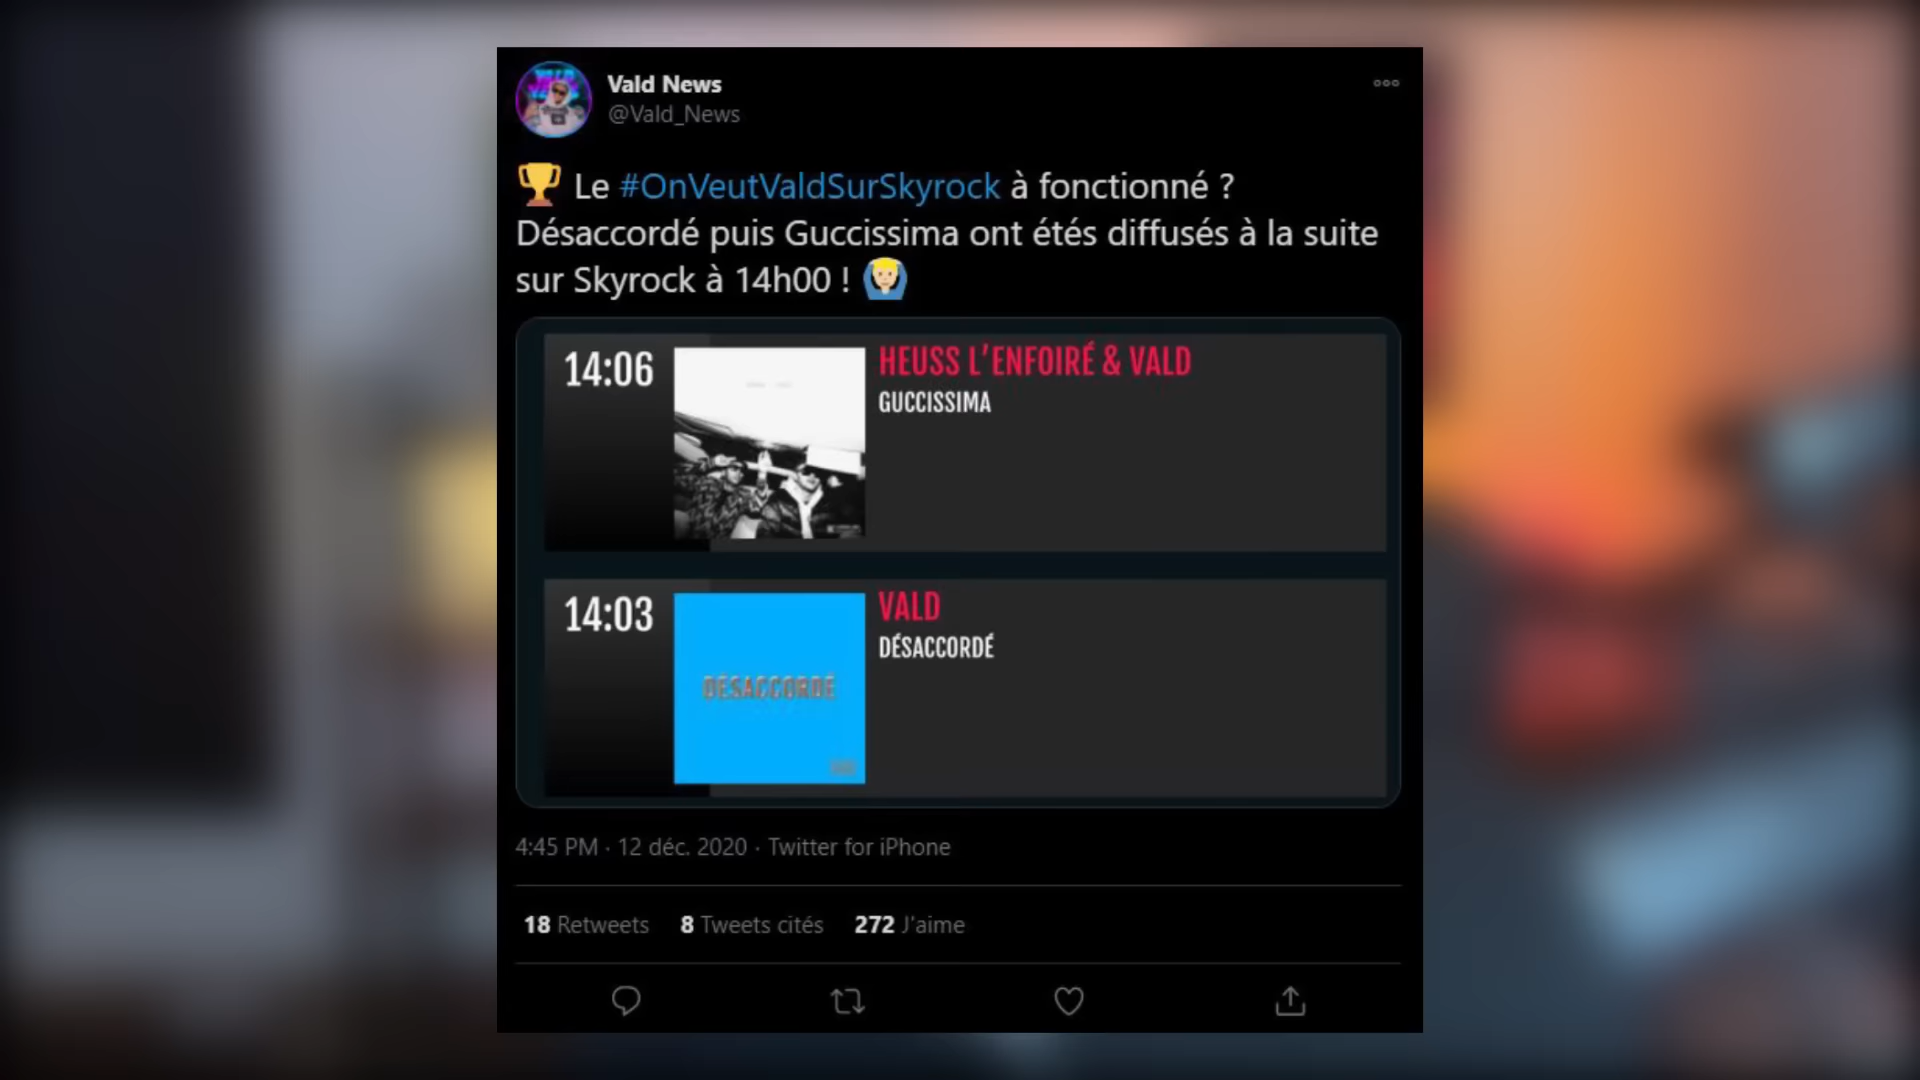 Vald News
@Vald_News
🏆 Le #OnVeutValdSurSkyrock à fonctionné ?
Désaccordé puis Guccissima ont étés diffusés à la suite
sur Skyrock à 14h00 ! 🙆🏼‍♂️
14:06
HEUSS L'ENFOIRÉ & VALD
GUCCISSIMA
14:03
VALD
DÉSACCORDÉ
DÉSACCORDÉ
4:45 PM · 12 déc. 2020 · Twitter for iPhone
18 Retweets 8 Tweets cités 272 J'aime